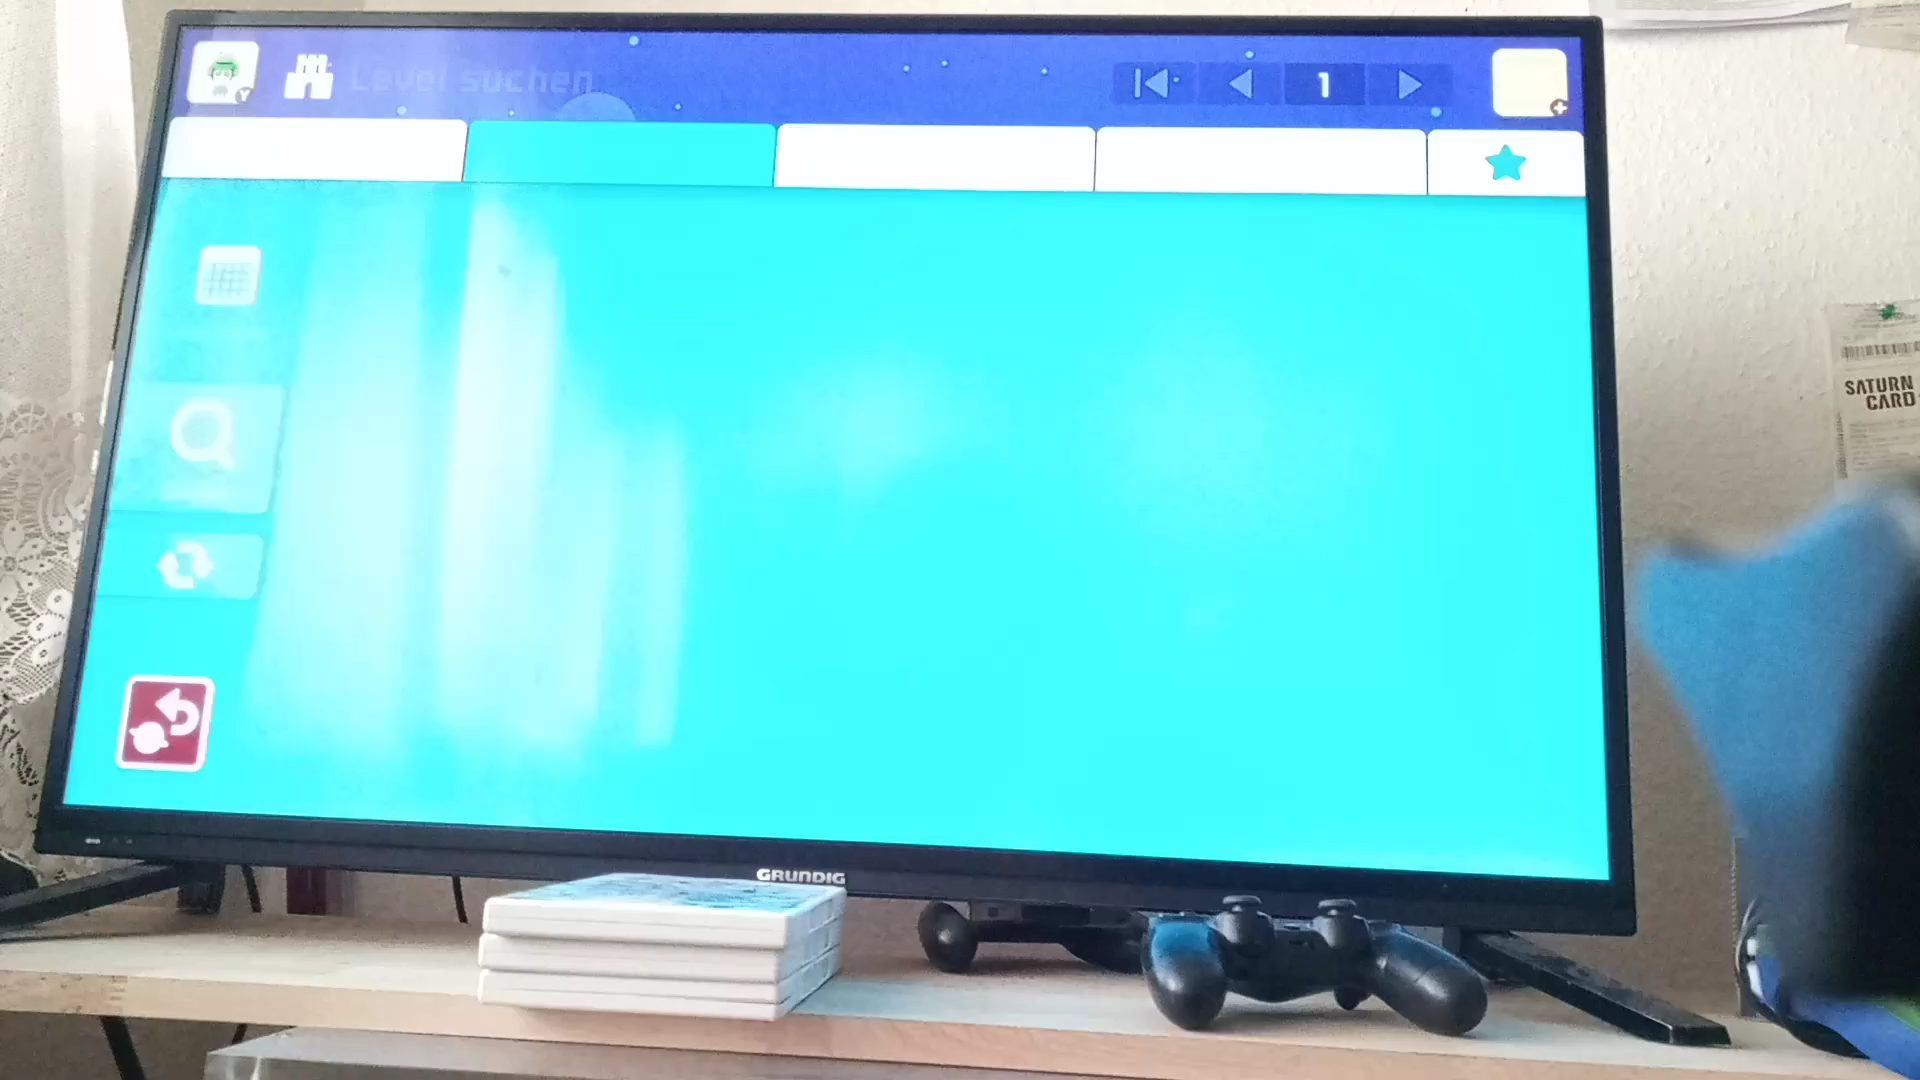 Level suchen
1
Y
+
SATURN
CARD
GRUNDIG